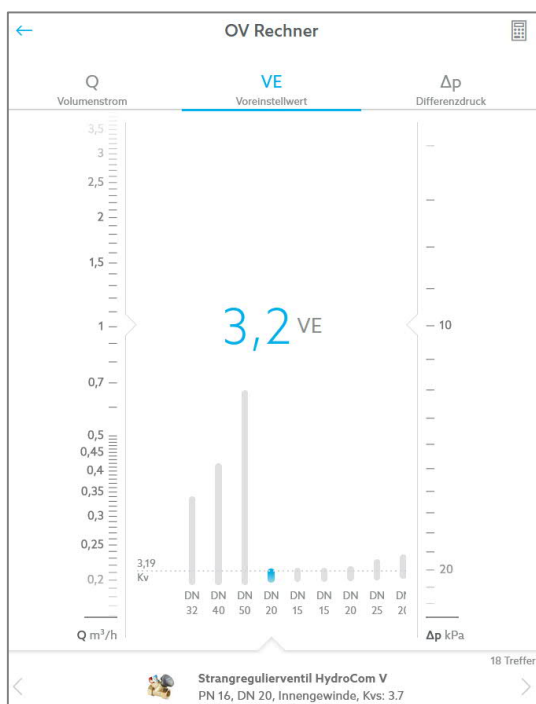 OV Rechner
Q
Volumenstrom
VE
Voreinstellwert
Δp
Differenzdruck
3,5
3
2,5
2
1,5
1
0,7
0,5
0,45
0,4
0,35
0,3
0,25
0,2
Q m³/h
3,2 VE
3,19
Kv
DN DN DN DN DN DN DN DN DN
32 40 50 20 15 15 20 25 20
10
20
Δp kPa
18 Treffer
Strangregulierventil HydroCom V
PN 16, DN 20, Innengewinde, Kvs: 3.7